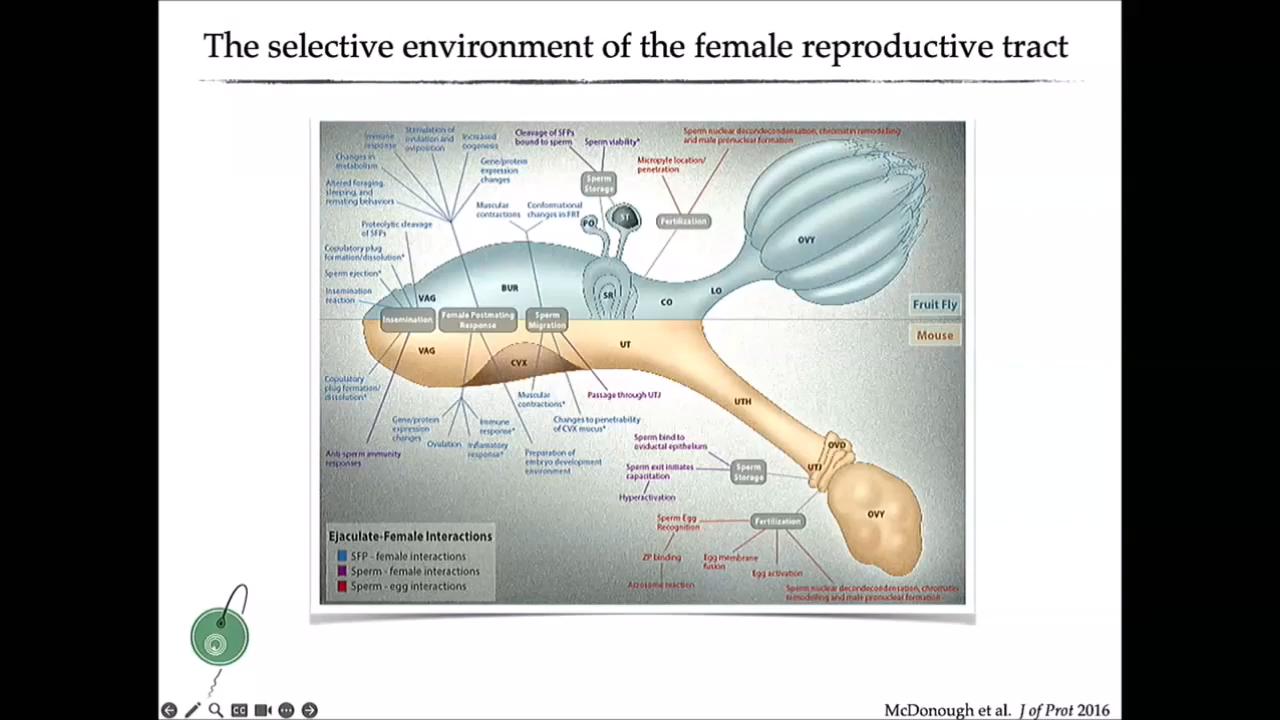 The selective environment of the female reproductive tract
Immune
response
Stimulation of
ovulation and
oviposition
Increased
oogenesis
Cleavage of SFPs
bound to sperm
Sperm viability*
Sperm nuclear decondecondensation, chromatin remodelling
and male pronuclear formation
Changes in
metabolism
Gene/protein
expression
changes
Micropyle location/
penetration
Altered foraging,
sleeping, and
remating behaviors
Sperm
Storage
Muscular
contractions
Conformational
changes in FRT
Proteolytic cleavage
of SFPs
PO
ST
Fertilization
OVY
Copulatory plug
formation/dissolution*
Sperm ejection*
Insemination
reaction
VAG
BUR
SR
CO
LO
Fruit Fly
Insemination
Female Postmating
Response
Sperm
Migration
Mouse
VAG
CVX
UT
Copulatory
plug formation/
dissolution*
Muscular
contractions*
Passage through UTJ
UTH
Gene/protein
expression
changes
Ovulation
Immune
response*
Inflamatory
response*
Changes to penetrability
of CVX mucus*
Anti sperm immunity
responses
Preparation of
embryo development
environment
Sperm bind to
oviductal epithelium
Sperm exit initiates
capacitation
Hyperactivation
Sperm
Storage
OVD
UTJ
OVY
Sperm Egg
Recognition
Fertilization
ZP binding
Acrosome reaction
Egg membrane
fusion
Egg activation
Sperm nuclear decondecondensation, chromatin
remodelling and male pronuclear formation
Ejaculate-Female Interactions
SFP - female interactions
Sperm - female interactions
Sperm - egg interactions
CC
McDonough et al. J of Prot 2016